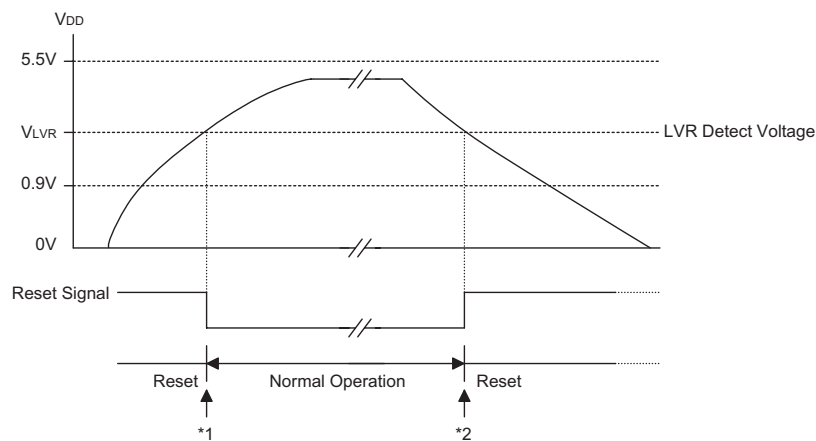 VDD
5.5V
VLVR
LVR Detect Voltage
0.9V
0V
Reset Signal
Reset
Normal Operation
Reset
*1
*2